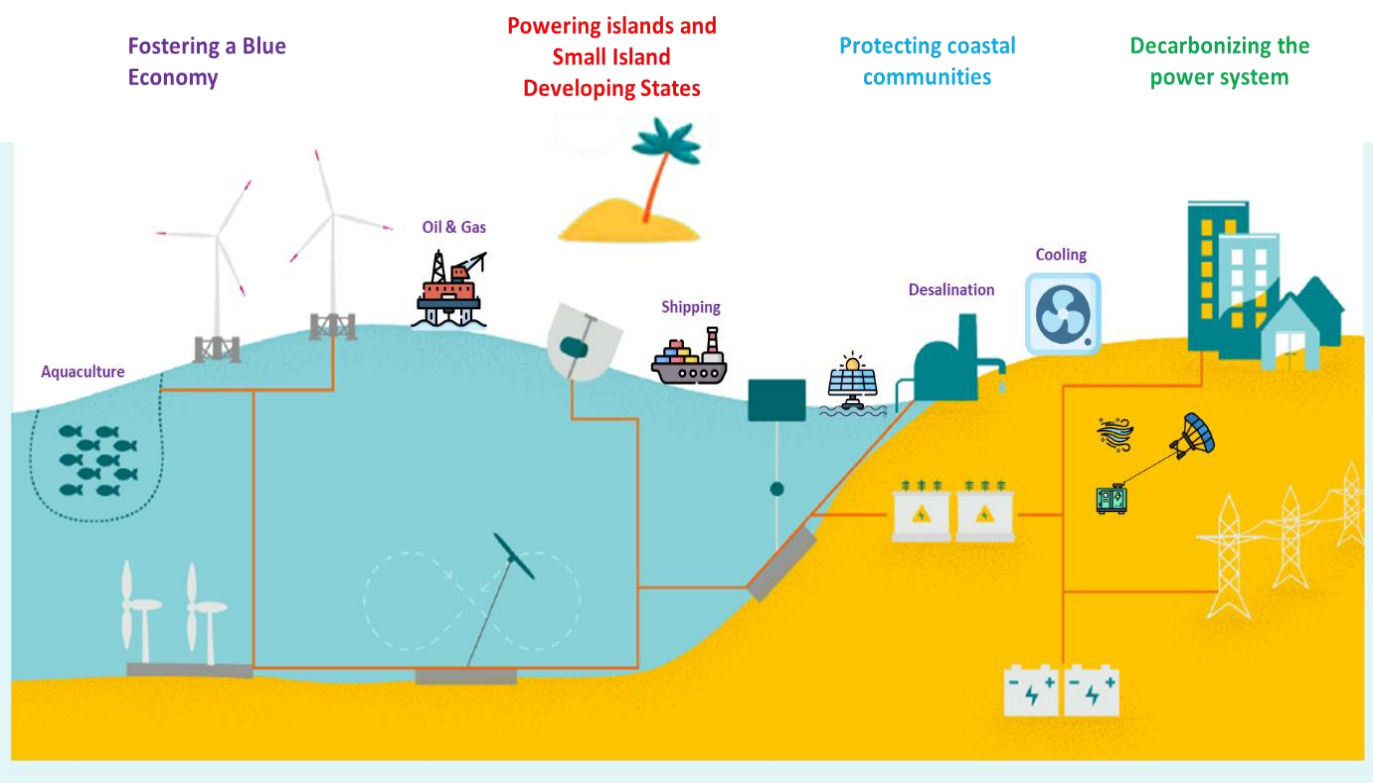 Fostering a Blue
Economy
Powering islands and
Small Island
Developing States
Protecting coastal
communities
Decarbonizing the
power system
Oil & Gas
Cooling
Desalination
Shipping
Aquaculture